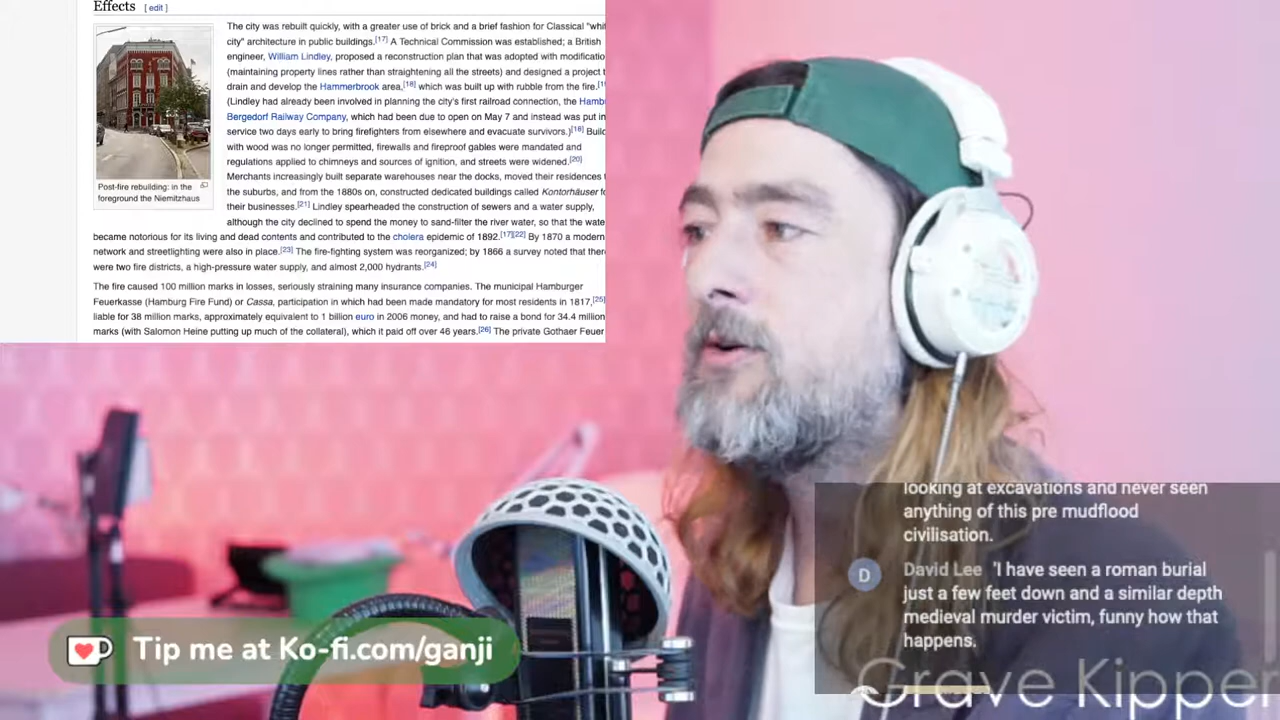 Effects [ edit ]
The city was rebuilt quickly, with a greater use of brick and a brief fashion for Classical "whit
city" architecture in public buildings.[17] A Technical Commission was established; a British
engineer, William Lindley, proposed a reconstruction plan that was adopted with modificatio
(maintaining property lines rather than straightening all the streets) and designed a project t
drain and develop the Hammerbrook area,[18] which was built up with rubble from the fire.[1
(Lindley had already been involved in planning the city's first railroad connection, the Hamb
Bergedorf Railway Company, which had been due to open on May 7 and instead was put in
service two days early to bring firefighters from elsewhere and evacuate survivors.)[18] Build
with wood was no longer permitted, firewalls and fireproof gables were mandated and
regulations applied to chimneys and sources of ignition, and streets were widened.[20]
Merchants increasingly built separate warehouses near the docks, moved their residences t
the suburbs, and from the 1880s on, constructed dedicated buildings called Kontorhäuser fo
their businesses.[21] Lindley spearheaded the construction of sewers and a water supply,
although the city declined to spend the money to sand-filter the river water, so that the wate
became notorious for its living and dead contents and contributed to the cholera epidemic of 1892.[17][22] By 1870 a modern
network and streetlighting were also in place.[23] The fire-fighting system was reorganized; by 1866 a survey noted that ther
were two fire districts, a high-pressure water supply, and almost 2,000 hydrants.[24]
Post-fire rebuilding: in the
foreground the Niemitzhaus
The fire caused 100 million marks in losses, seriously straining many insurance companies. The municipal Hamburger
Feuerkasse (Hamburg Fire Fund) or Cassa, participation in which had been made mandatory for most residents in 1817,[25]
liable for 38 million marks, approximately equivalent to 1 billion euro in 2006 money, and had to raise a bond for 34.4 million
marks (with Salomon Heine putting up much of the collateral), which it paid off over 46 years.[26] The private Gothaer Feuer
looking at excavations and never seen
anything of this pre mudflood
civilisation.
D
David Lee 'I have seen a roman burial
just a few feet down and a similar depth
medieval murder victim, funny how that
happens.
Tip me at Ko-fi.com/ganji
Grave Kipper